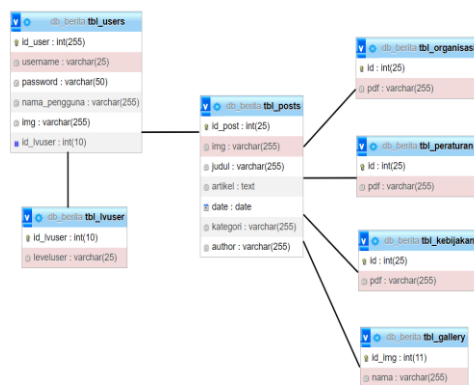 db_berita tbl_users
id_user : int(255)
username : varchar(25)
password : varchar(50)
nama_pengguna : varchar(255)
img : varchar(255)
id_lvuser : int(10)
db_berita tbl_lvuser
id_lvuser : int(10)
leveluser : varchar(25)
db_berita tbl_posts
id_post : int(25)
img : varchar(255)
judul : varchar(255)
artikel : text
date : date
kategori : varchar(255)
author : varchar(255)
db_berita tbl_organisasi
id : int(25)
pdf : varchar(255)
db_berita tbl_peraturan
id : int(25)
pdf : varchar(255)
db_berita tbl_kebijakan
id : int(25)
pdf : varchar(255)
db_berita tbl_gallery
id_img : int(11)
nama : varchar(255)